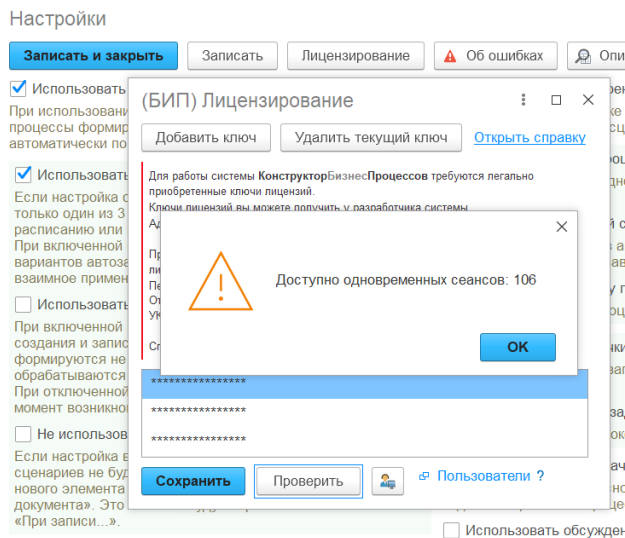 Настройки
Записать и закрыть
Записать
Лицензирование
Об ошибках
Использовать
При использовани
процессы формир
автоматически по
Использовать
Если настройка
только один из 3
расписанию или
При включенной
вариантов автоза
взаимное примен
Использовать
При включенной
создания и запис
формируются не
обрабатываются
При отключенной
момент возникно
Не использов
Если настройка в
сценариев не буд
нового элемента
документа». Это
«При записи...».
(БИП) Лицензирование
Добавить ключ
Удалить текущий ключ
Открыть справку
Для работы системы КонструкторБизнесПроцессов требуются легально
приобретенные ключи лицензий.
Ключи лицензий вы можете получить у разработчика системы
Доступно одновременных сеансов: 106
OK
****************
****************
****************
Сохранить
Проверить
Пользователи ?
Использовать обсужден